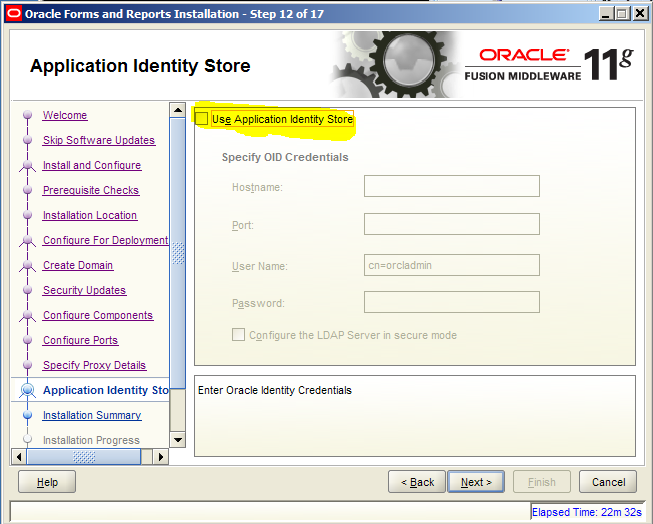 Oracle Forms and Reports Installation - Step 12 of 17
Application Identity Store
ORACLE
FUSION MIDDLEWARE
11g
Welcome
Skip Software Updates
Install and Configure
Prerequisite Checks
Installation Location
Configure For Deployment
Create Domain
Security Updates
Configure Components
Configure Ports
Specify Proxy Details
Application Identity Sto
Installation Summary
Installation Progress
Use Application Identity Store
Specify OID Credentials
Hostname:
Port:
User Name:
cn=orcladmin
Password:
Configure the LDAP Server in secure mode
Enter Oracle Identity Credentials
Help
< Back
Next >
Finish
Cancel
Elapsed Time: 22m 32s